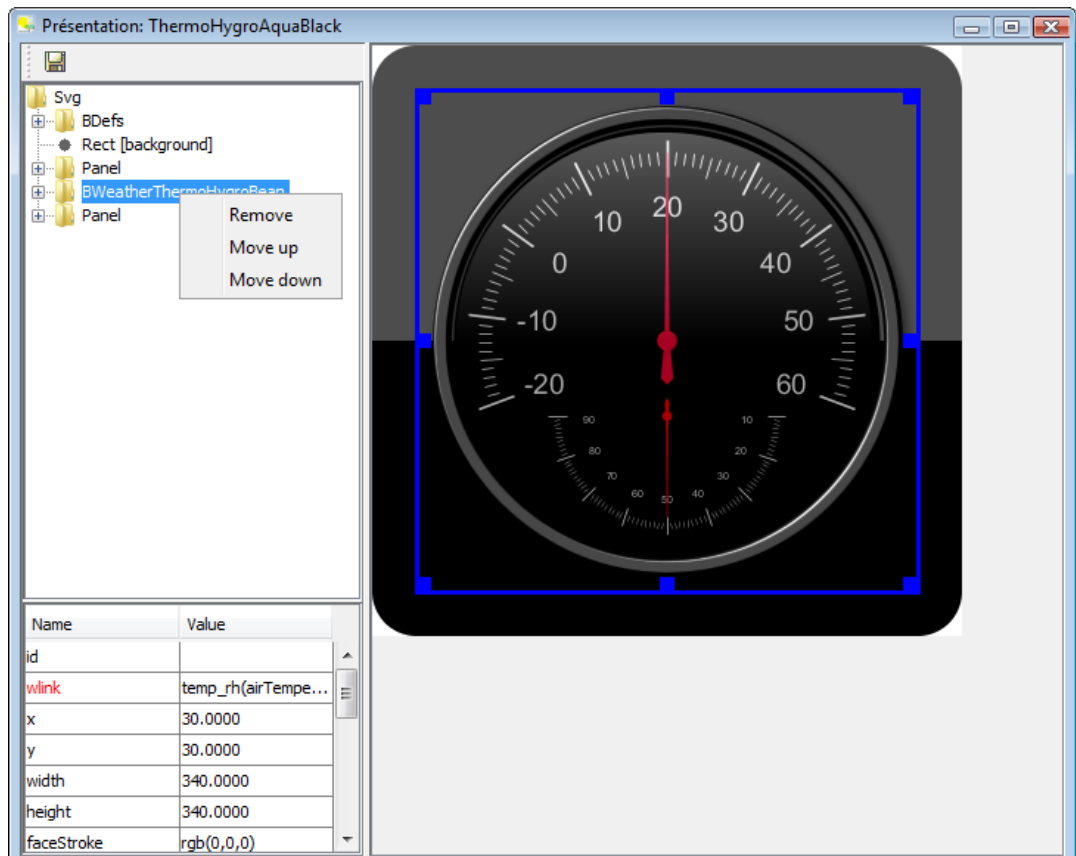 Présentation: ThermoHygroAquaBlack
Svg
BDefs
Rect [background]
Panel
BWeatherThermoHygroBean
Panel
Remove
Move up
Move down
Name Value
id
wlink temp_rh(airTempe...
x 30.0000
y 30.0000
width 340.0000
height 340.0000
faceStroke rgb(0,0,0)
10 20 30
0 40
-10 50
-20 60
90 10
80 20
70 30
60 50 40